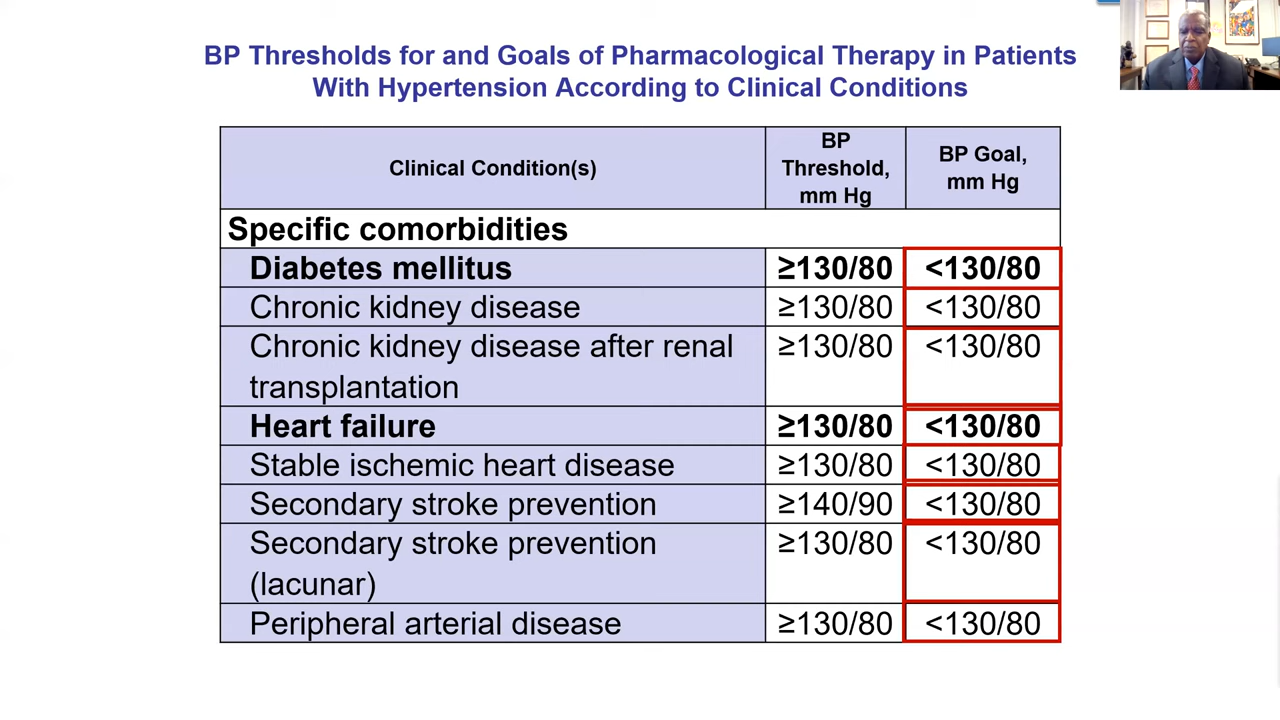 BP Thresholds for and Goals of Pharmacological Therapy in Patients
With Hypertension According to Clinical Conditions
Clinical Condition(s)
BP
Threshold,
mm Hg
BP Goal,
mm Hg
Specific comorbidities
Diabetes mellitus ≥130/80 <130/80
Chronic kidney disease ≥130/80 <130/80
Chronic kidney disease after renal ≥130/80 <130/80
transplantation
Heart failure ≥130/80 <130/80
Stable ischemic heart disease ≥130/80 <130/80
Secondary stroke prevention ≥140/90 <130/80
Secondary stroke prevention ≥130/80 <130/80
(lacunar)
Peripheral arterial disease ≥130/80 <130/80